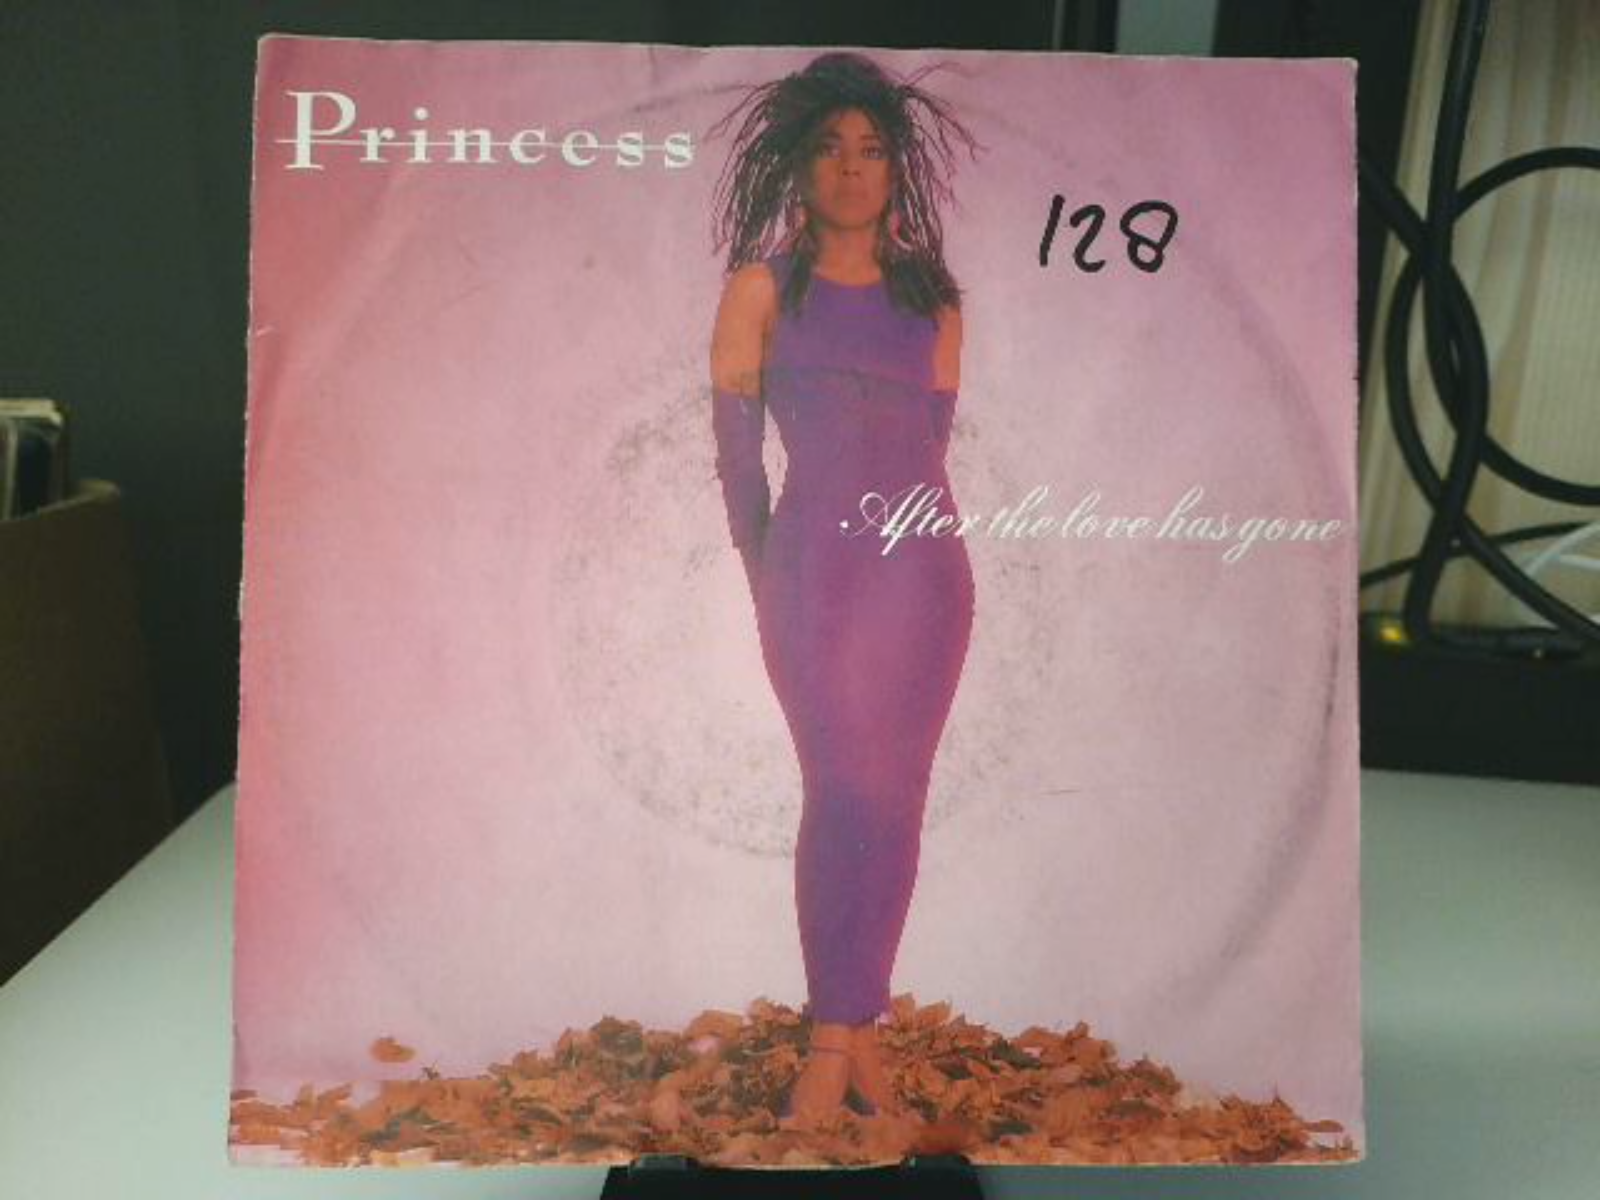 Princess
128
After the love has gone